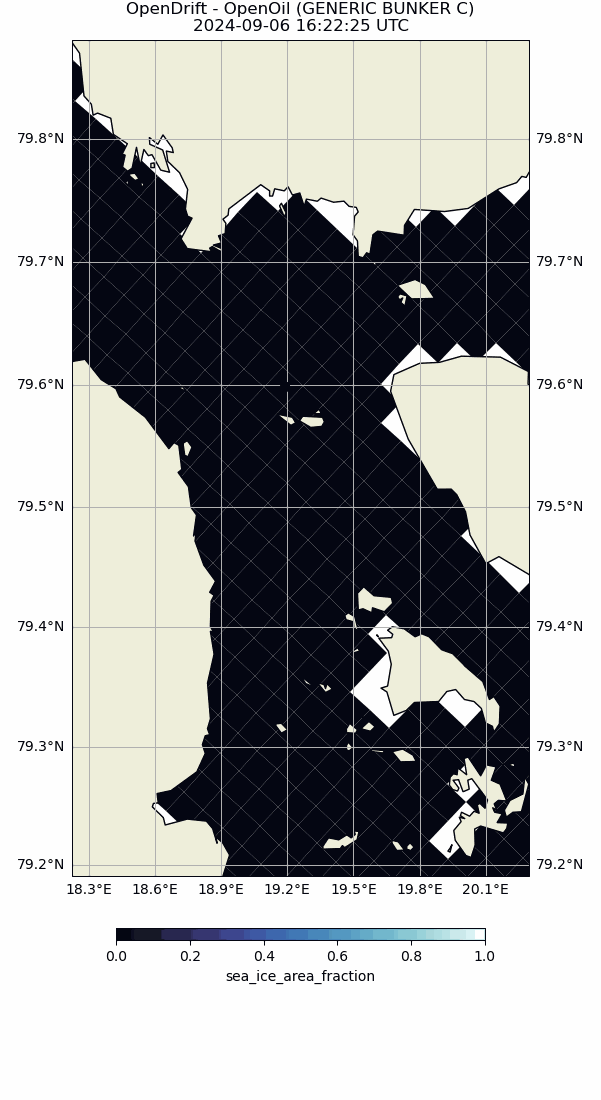 OpenDrift - OpenOil (GENERIC BUNKER C)
2024-09-06 16:22:25 UTC
79.8°N 79.8°N
79.7°N 79.7°N
79.6°N 79.6°N
79.5°N 79.5°N
79.4°N 79.4°N
79.3°N 79.3°N
79.2°N 79.2°N
18.3°E 18.6°E 18.9°E 19.2°E 19.5°E 19.8°E 20.1°E
0.0 0.2 0.4 0.6 0.8 1.0
sea_ice_area_fraction